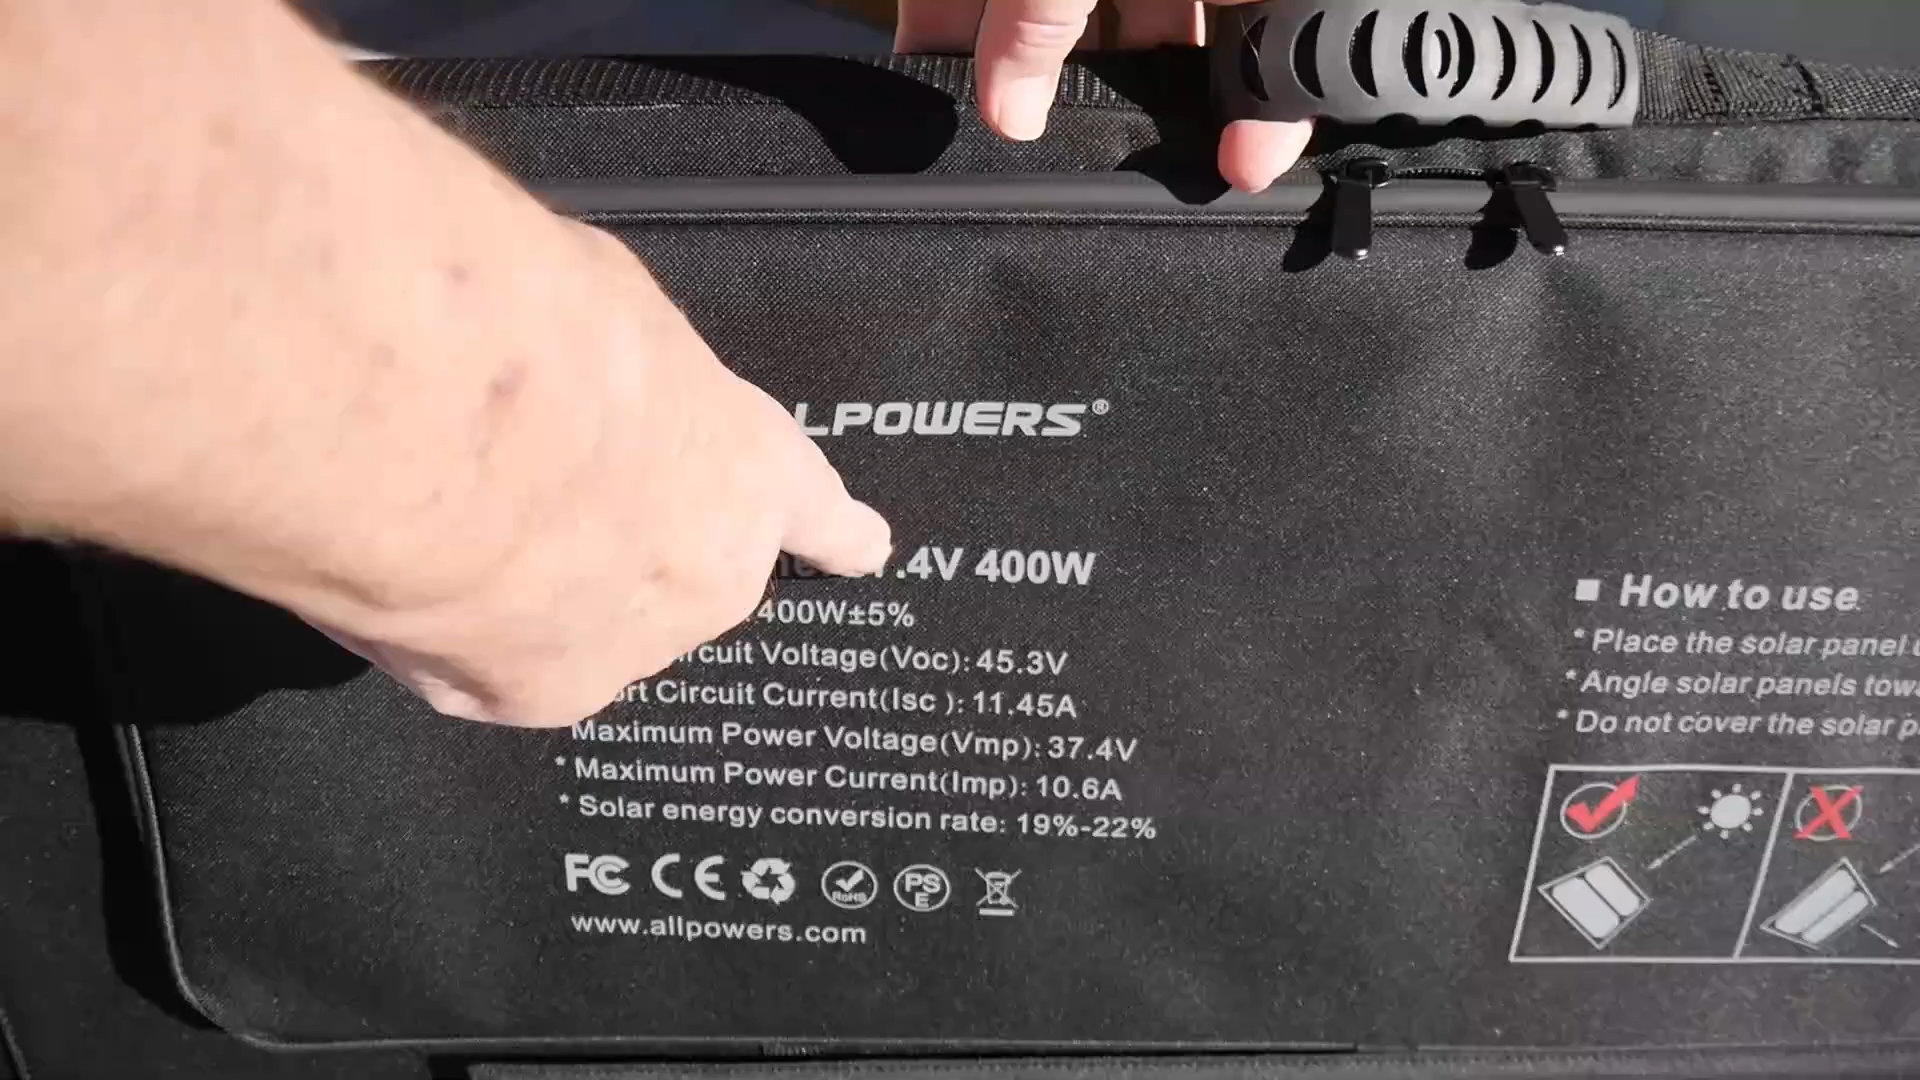 LPOWERS®
.4V 400W
400W±5%
rcuit Voltage(Voc): 45.3V
rt Circuit Current(Isc ): 11.45A
Maximum Power Voltage(Vmp): 37.4V
* Maximum Power Current(Imp): 10.6A
* Solar energy conversion rate: 19%-22%
FC CE RoHS PS E
www.allpowers.com
■ How to use
* Place the solar panel
* Angle solar panels tow
* Do not cover the solar p